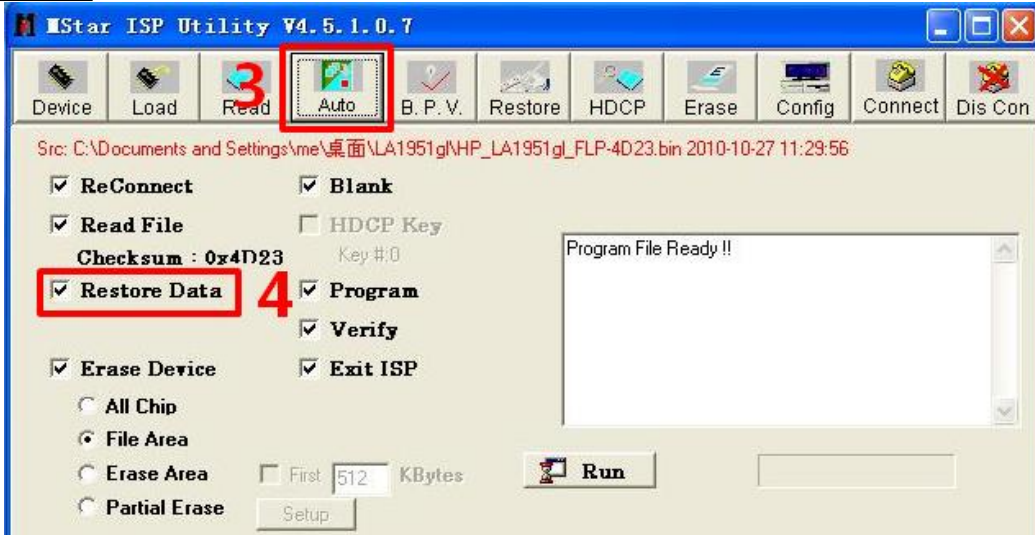 MStar ISP Utility V4.5.1.0.7
3
Device Load Read Auto B.P.V. Restore HDCP Erase Config Connect Dis Con
Src: C:\Documents and Settings\me\桌面\LA1951gl\HP_LA1951gl_FLP-4D23.bin 2010-10-27 11:29:56
ReConnect Blank
Read File HDCP Key
Checksum : 0x4D23 Key #:0
Program File Ready !!
Restore Data 4 Program
Verify
Erase Device Exit ISP
All Chip
File Area
Erase Area First 512 KBytes Run
Partial Erase Setup